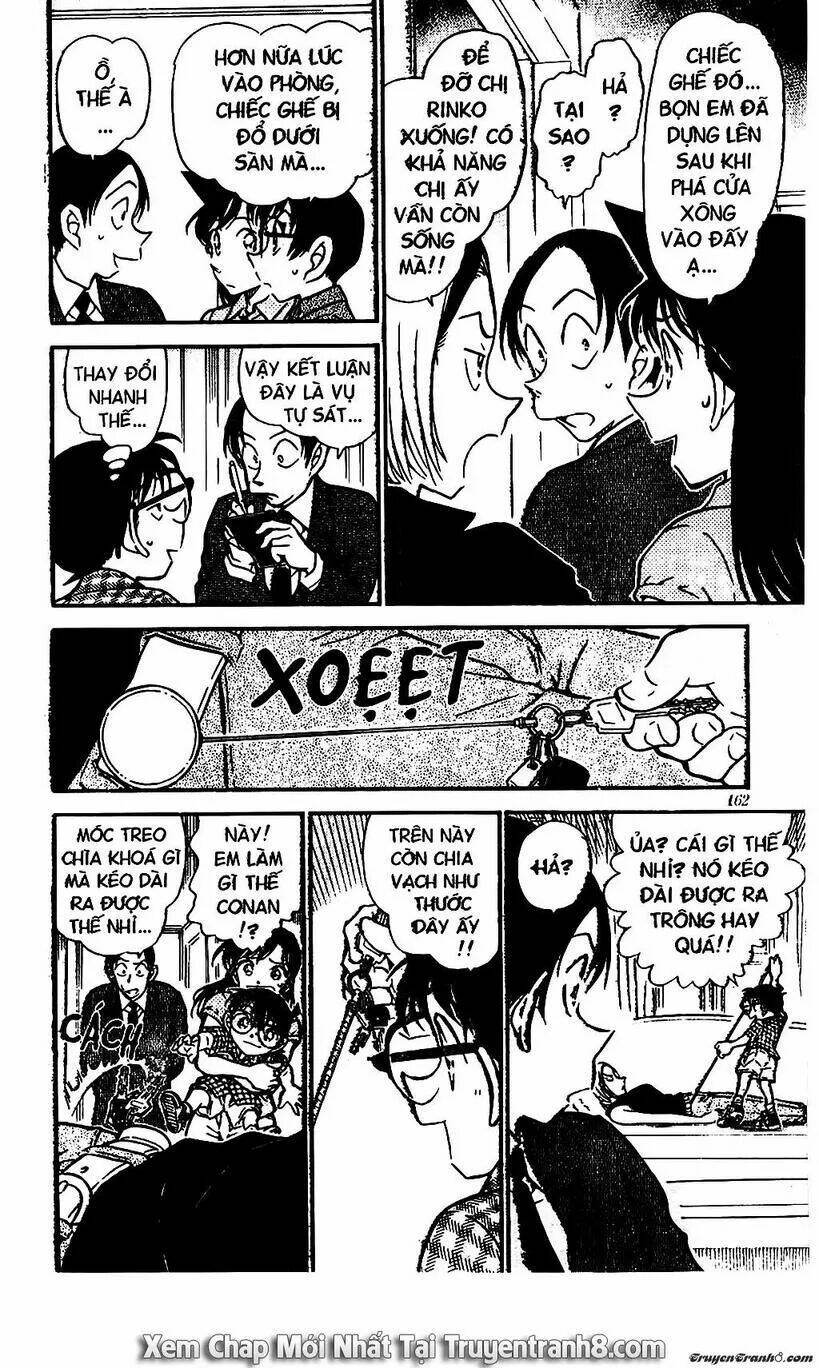 CHIẾC
GHẾ ĐÓ...
BỌN EM ĐÃ
DỰNG LÊN
SAU KHI
PHÁ CỬA
XÔNG
VÀO ĐẤY
Ạ...
HẢ
?
TẠI
SAO
?
ĐỂ
ĐỠ CHỊ
RINKO
XUỐNG! CÓ
KHẢ NĂNG
CHỊ ẤY
VẪN CÒN
SỐNG
MÀ!!
HƠN NỮA LÚC
VÀO PHÒNG,
CHIẾC GHẾ BỊ
ĐỔ DƯỚI
SÀN MÀ...
Ồ,
THẾ À
...
VẬY KẾT LUẬN
ĐÂY LÀ VỤ
TỰ SÁT...
THAY ĐỔI
NHANH
THẾ...
XOẸẸT
162
ỦA? CÁI GÌ THẾ
NHỈ? NÓ KÉO
DÀI ĐƯỢC RA
TRÔNG HAY
QUÁ!!
HẢ?
TRÊN NÀY
CÒN CHIA
VẠCH NHƯ
THƯỚC
DÂY ẤY
!!
NÀY!
EM LÀM
GÌ THẾ
CONAN
!?
MÓC TREO
CHÌA KHOÁ GÌ
MÀ KÉO DÀI
RA ĐƯỢC
THẾ NHỈ...
CÁCH
Xem Chap Mới Nhất Tại Truyentranh8.com
TruyenTranh8.com